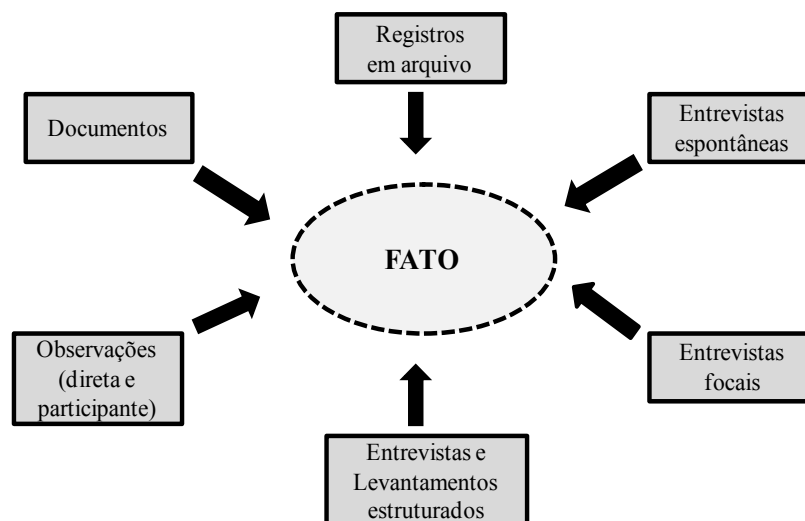 Registros
em arquivo
Documentos
Entrevistas
espontâneas
FATO
Observações
(direta e
participante)
Entrevistas
focais
Entrevistas e
Levantamentos
estruturados